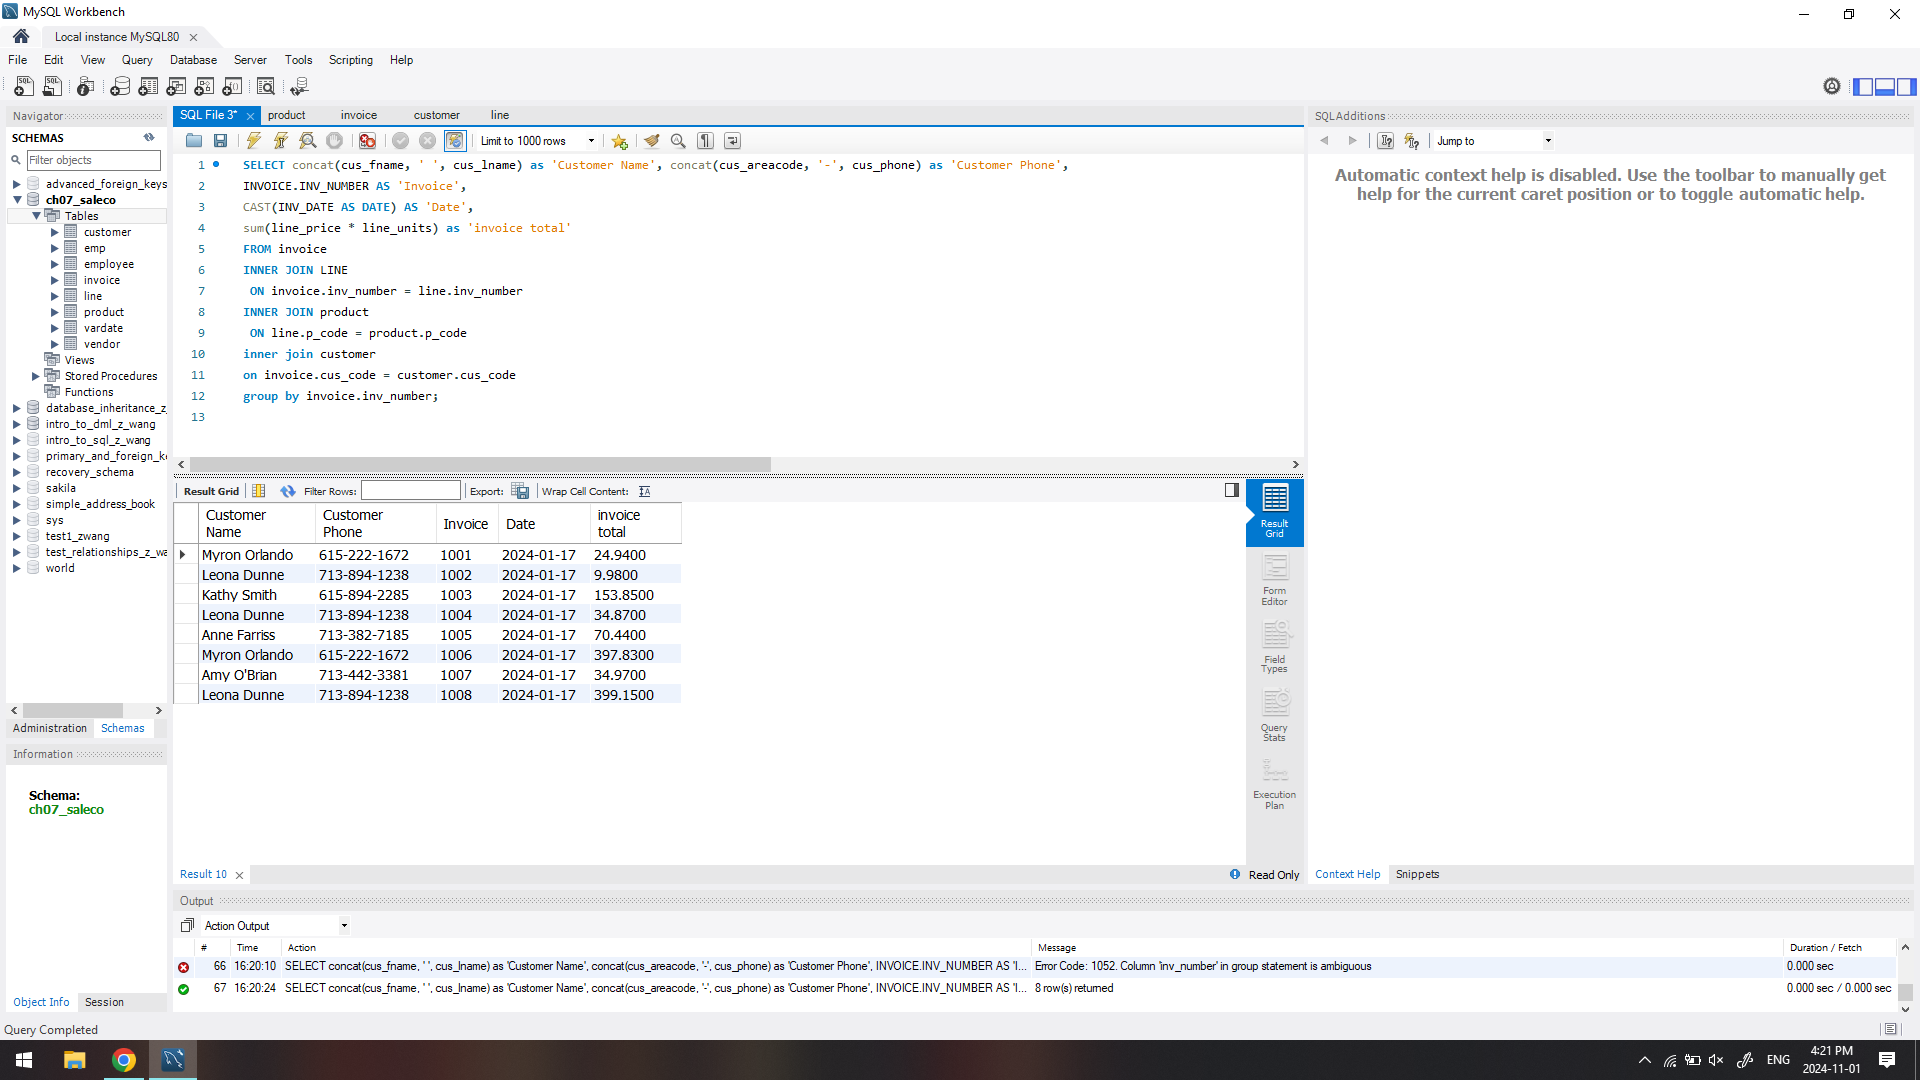 MySQL Workbench
Local instance MySQL80
File Edit View Query Database Server Tools Scripting Help
Navigator
SCHEMAS
Filter objects
advanced_foreign_keys
ch07_saleco
Tables
customer
emp
employee
invoice
line
product
vardate
vendor
Views
Stored Procedures
Functions
database_inheritance_z_
intro_to_dml_z_wang
intro_to_sql_z_wang
primary_and_foreign_k
recovery_schema
sakila
simple_address_book
sys
test1_zwang
test_relationships_z_wa
world
Administration Schemas
Information
Schema:
ch07_saleco
Object Info Session
SQL File 3* product invoice customer line
Limit to 1000 rows
1 SELECT concat(cus_fname, ' ', cus_lname) as 'Customer Name', concat(cus_areacode, '-', cus_phone) as 'Customer Phone',
2 INVOICE.INV_NUMBER AS 'Invoice',
3 CAST(INV_DATE AS DATE) AS 'Date',
4 sum(line_price * line_units) as 'invoice total'
5 FROM invoice
6 INNER JOIN LINE
7 ON invoice.inv_number = line.inv_number
8 INNER JOIN product
9 ON line.p_code = product.p_code
10 inner join customer
11 on invoice.cus_code = customer.cus_code
12 group by invoice.inv_number;
13
Result Grid Filter Rows: Export: Wrap Cell Content: IA
Customer Name Customer Phone Invoice Date invoice total
Myron Orlando 615-222-1672 1001 2024-01-17 24.9400
Leona Dunne 713-894-1238 1002 2024-01-17 9.9800
Kathy Smith 615-894-2285 1003 2024-01-17 153.8500
Leona Dunne 713-894-1238 1004 2024-01-17 34.8700
Anne Farriss 713-382-7185 1005 2024-01-17 70.4400
Myron Orlando 615-222-1672 1006 2024-01-17 397.8300
Amy O'Brian 713-442-3381 1007 2024-01-17 34.9700
Leona Dunne 713-894-1238 1008 2024-01-17 399.1500
Result Grid
Form Editor
Field Types
Query Stats
Execution Plan
Result 10
Read Only
SQLAdditions
Jump to
Automatic context help is disabled. Use the toolbar to manually get
help for the current caret position or to toggle automatic help.
Context Help Snippets
Output
Action Output
# Time Action Message Duration / Fetch
66 16:20:10 SELECT concat(cus_fname, ' ', cus_lname) as 'Customer Name', concat(cus_areacode, '-', cus_phone) as 'Customer Phone', INVOICE.INV_NUMBER AS 'I... Error Code: 1052. Column 'inv_number' in group statement is ambiguous 0.000 sec
67 16:20:24 SELECT concat(cus_fname, ' ', cus_lname) as 'Customer Name', concat(cus_areacode, '-', cus_phone) as 'Customer Phone', INVOICE.INV_NUMBER AS 'I... 8 row(s) returned 0.000 sec / 0.000 sec
Query Completed
ENG
4:21 PM
2024-11-01